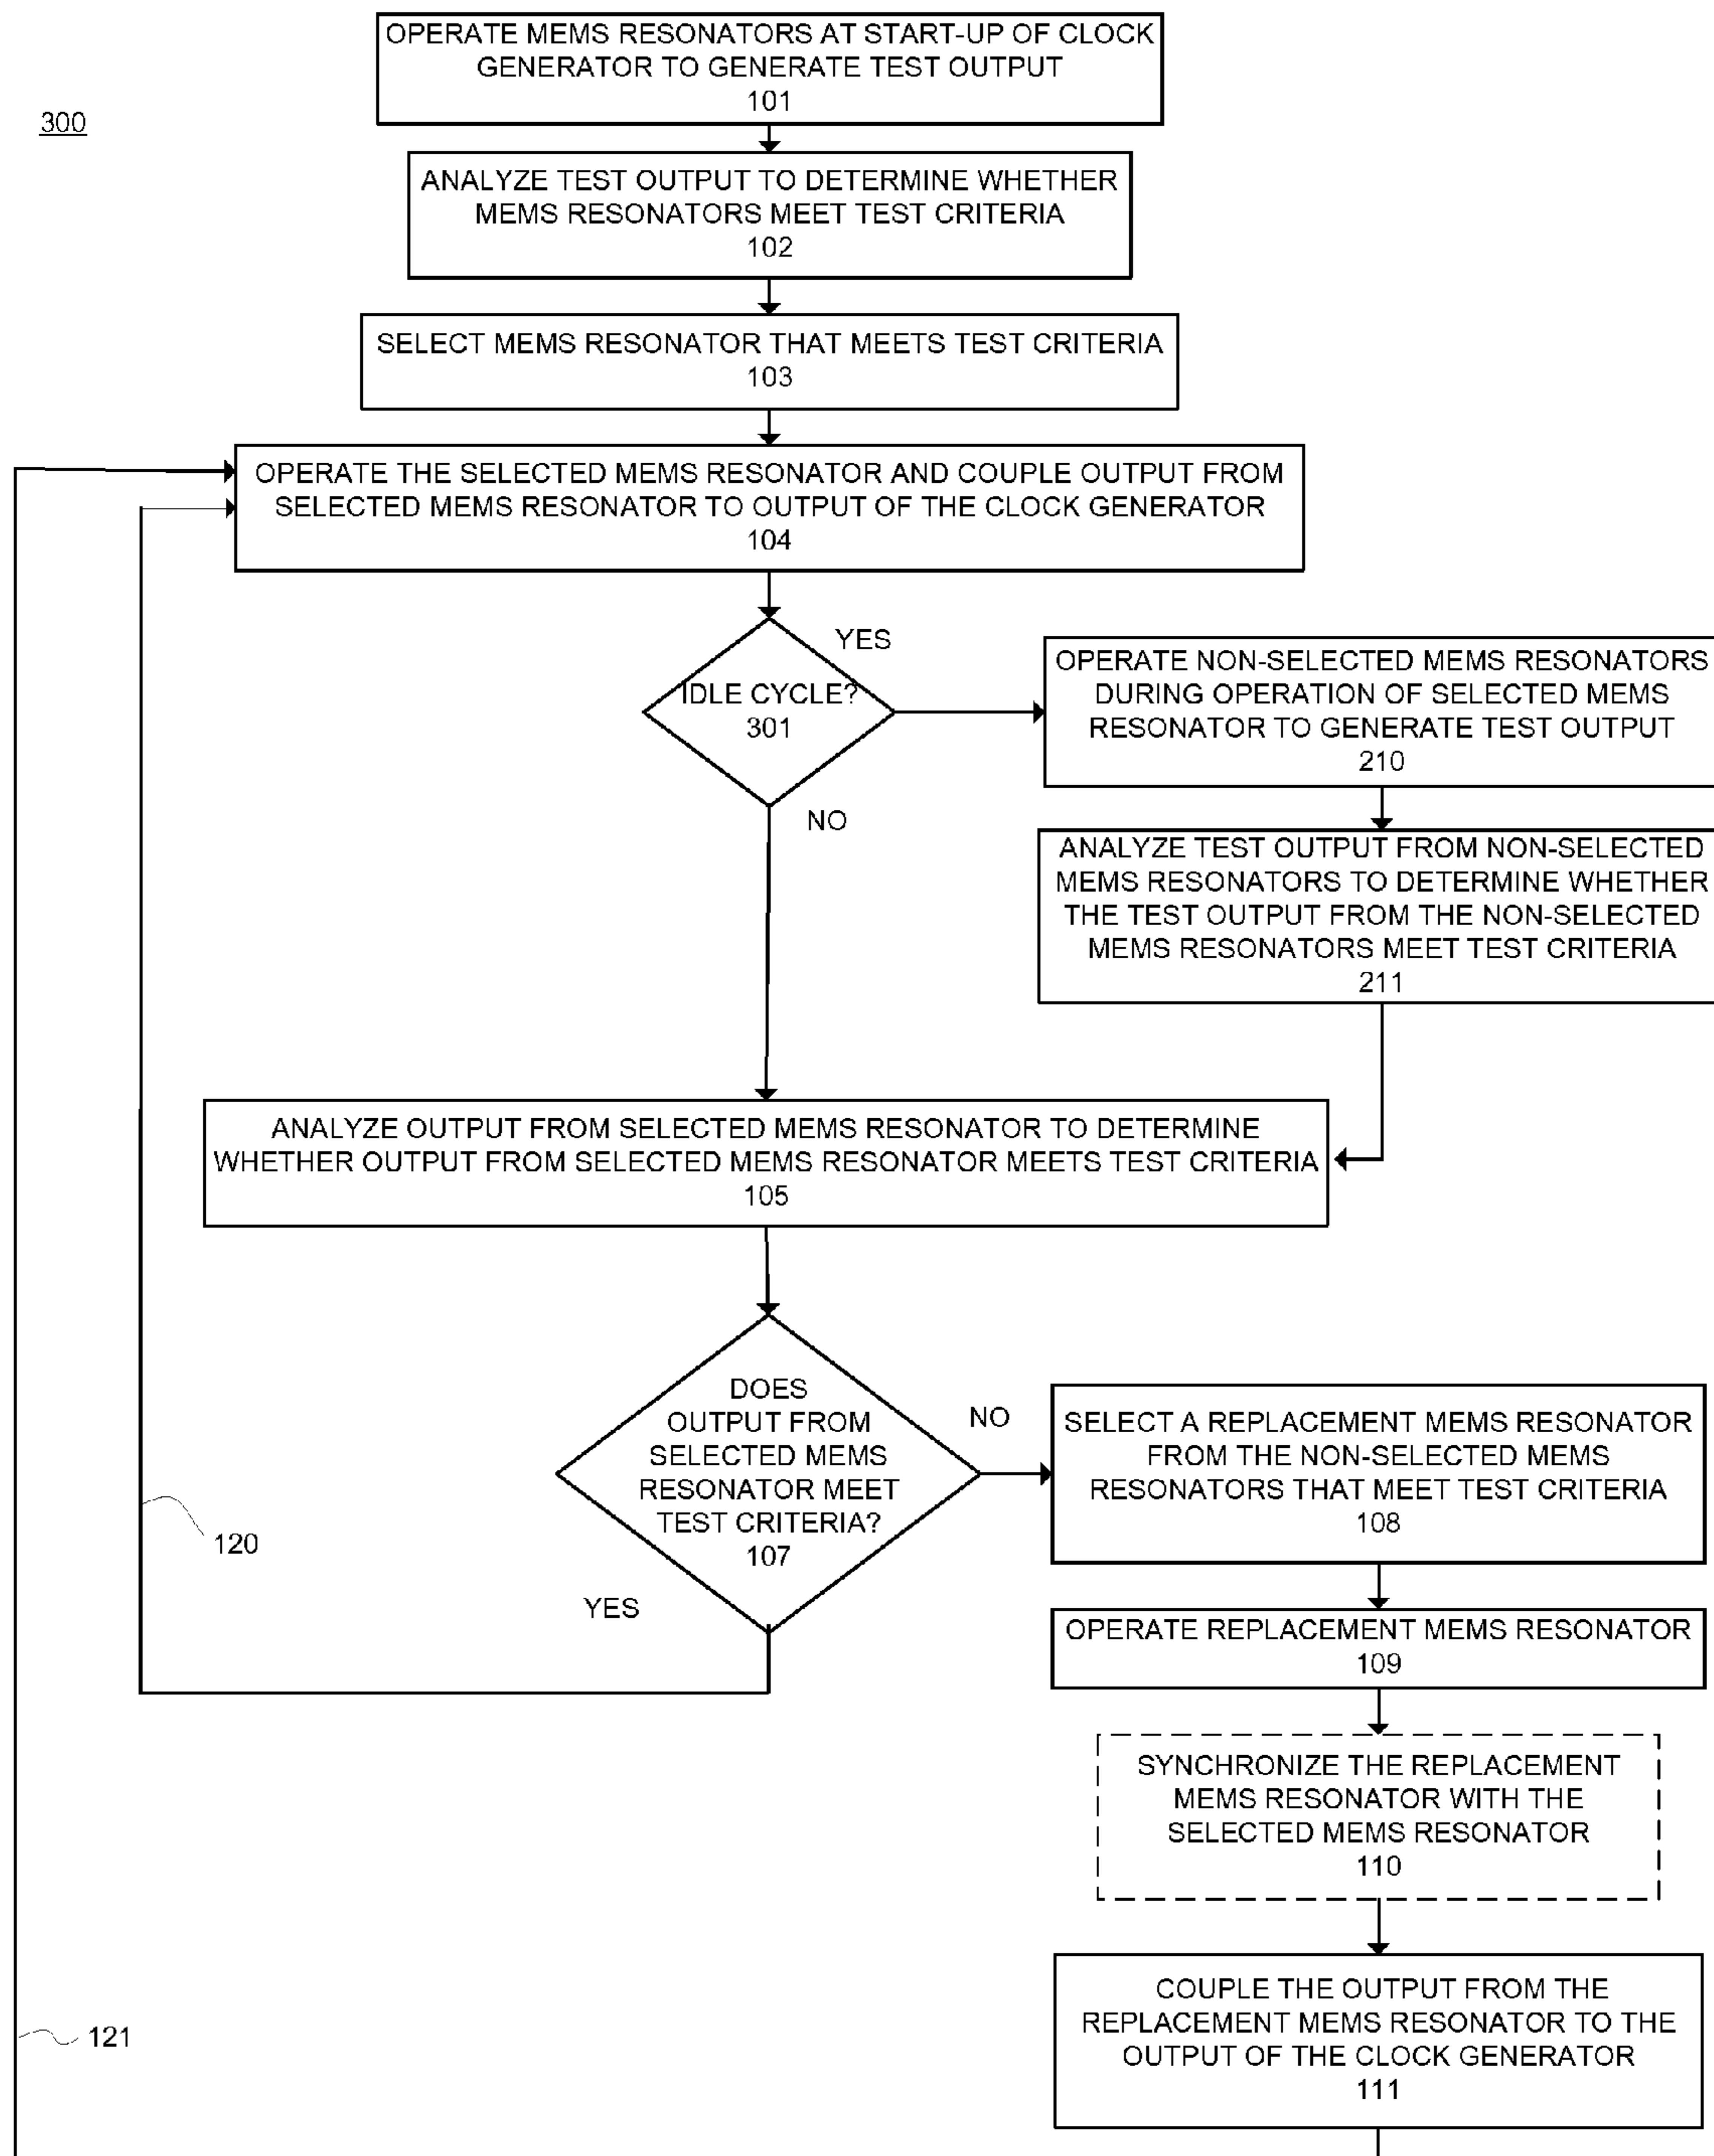 300
OPERATE MEMS RESONATORS AT START-UP OF CLOCK
GENERATOR TO GENERATE TEST OUTPUT
101
ANALYZE TEST OUTPUT TO DETERMINE WHETHER
MEMS RESONATORS MEET TEST CRITERIA
102
SELECT MEMS RESONATOR THAT MEETS TEST CRITERIA
103
OPERATE THE SELECTED MEMS RESONATOR AND COUPLE OUTPUT FROM
SELECTED MEMS RESONATOR TO OUTPUT OF THE CLOCK GENERATOR
104
IDLE CYCLE?
301
YES
NO
OPERATE NON-SELECTED MEMS RESONATORS
DURING OPERATION OF SELECTED MEMS
RESONATOR TO GENERATE TEST OUTPUT
210
ANALYZE TEST OUTPUT FROM NON-SELECTED
MEMS RESONATORS TO DETERMINE WHETHER
THE TEST OUTPUT FROM THE NON-SELECTED
MEMS RESONATORS MEET TEST CRITERIA
211
ANALYZE OUTPUT FROM SELECTED MEMS RESONATOR TO DETERMINE
WHETHER OUTPUT FROM SELECTED MEMS RESONATOR MEETS TEST CRITERIA
105
DOES
OUTPUT FROM
SELECTED MEMS
RESONATOR MEET
TEST CRITERIA?
107
NO
YES
120
SELECT A REPLACEMENT MEMS RESONATOR
FROM THE NON-SELECTED MEMS
RESONATORS THAT MEET TEST CRITERIA
108
OPERATE REPLACEMENT MEMS RESONATOR
109
SYNCHRONIZE THE REPLACEMENT
MEMS RESONATOR WITH THE
SELECTED MEMS RESONATOR
110
COUPLE THE OUTPUT FROM THE
REPLACEMENT MEMS RESONATOR TO THE
OUTPUT OF THE CLOCK GENERATOR
111
121